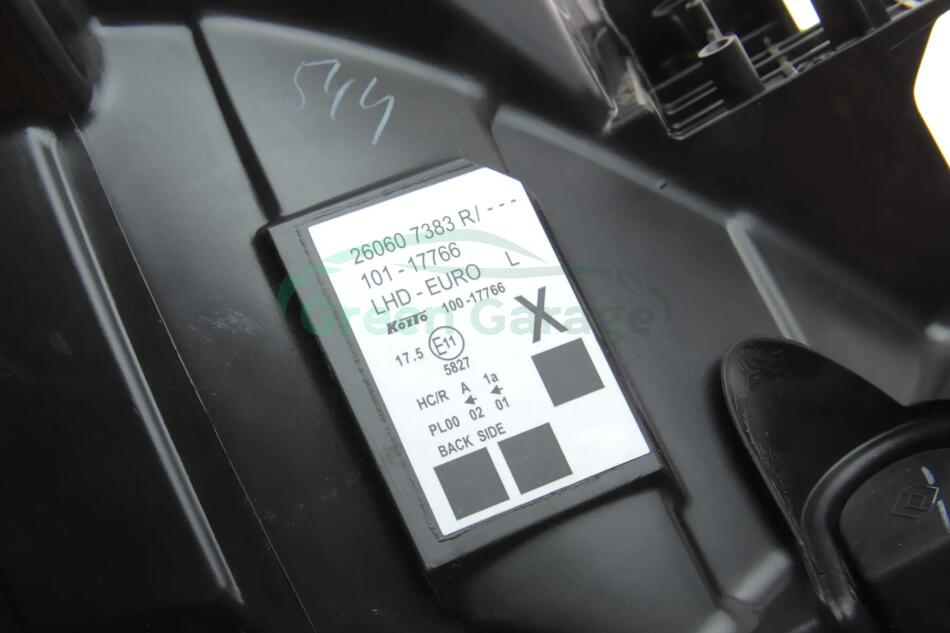 544
26060 7383 R/ - - -
101 - 17766
LHD - EURO L
KOITO 100-17766
X
17.5 E11
5827
HC/R A 1a
PL00 02 01
BACK SIDE
Green Garage